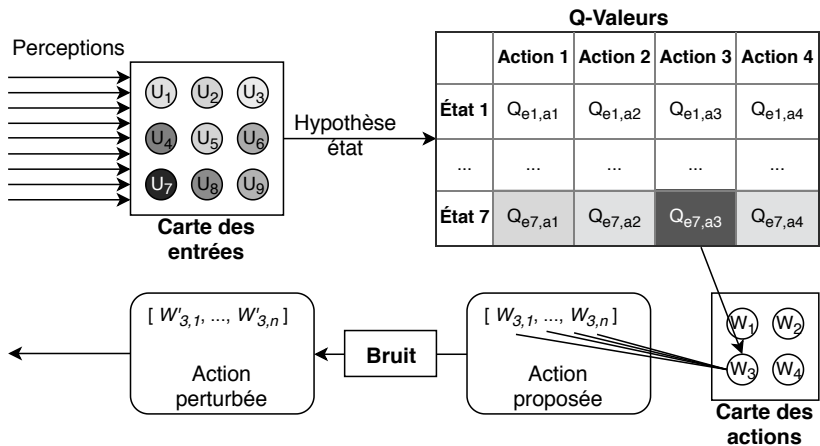 Q-Valeurs
Perceptions
Action 1 Action 2 Action 3 Action 4
U1 U2 U3
État 1 Qe1,a1 Qe1,a2 Qe1,a3 Qe1,a4
Hypothèse
état
U4 U5 U6
... ... ... ... ...
U7 U8 U9
État 7 Qe7,a1 Qe7,a2 Qe7,a3 Qe7,a4
Carte des
entrées
[ W'3,1, ..., W'3,n ]
Action
perturbée
Bruit
[ W3,1, ..., W3,n ]
Action
proposée
W1 W2
W3 W4
Carte des
actions